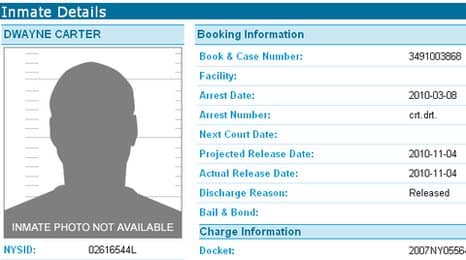 Inmate Details
DWAYNE CARTER
INMATE PHOTO NOT AVAILABLE
NYSID: 02616544L
Booking Information
Book & Case Number: 3491003868
Facility:
Arrest Date: 2010-03-08
Arrest Number: crt.drt.
Next Court Date:
Projected Release Date: 2010-11-04
Actual Release Date: 2010-11-04
Discharge Reason: Released
Bail & Bond:
Charge Information
Docket: 2007NY0556